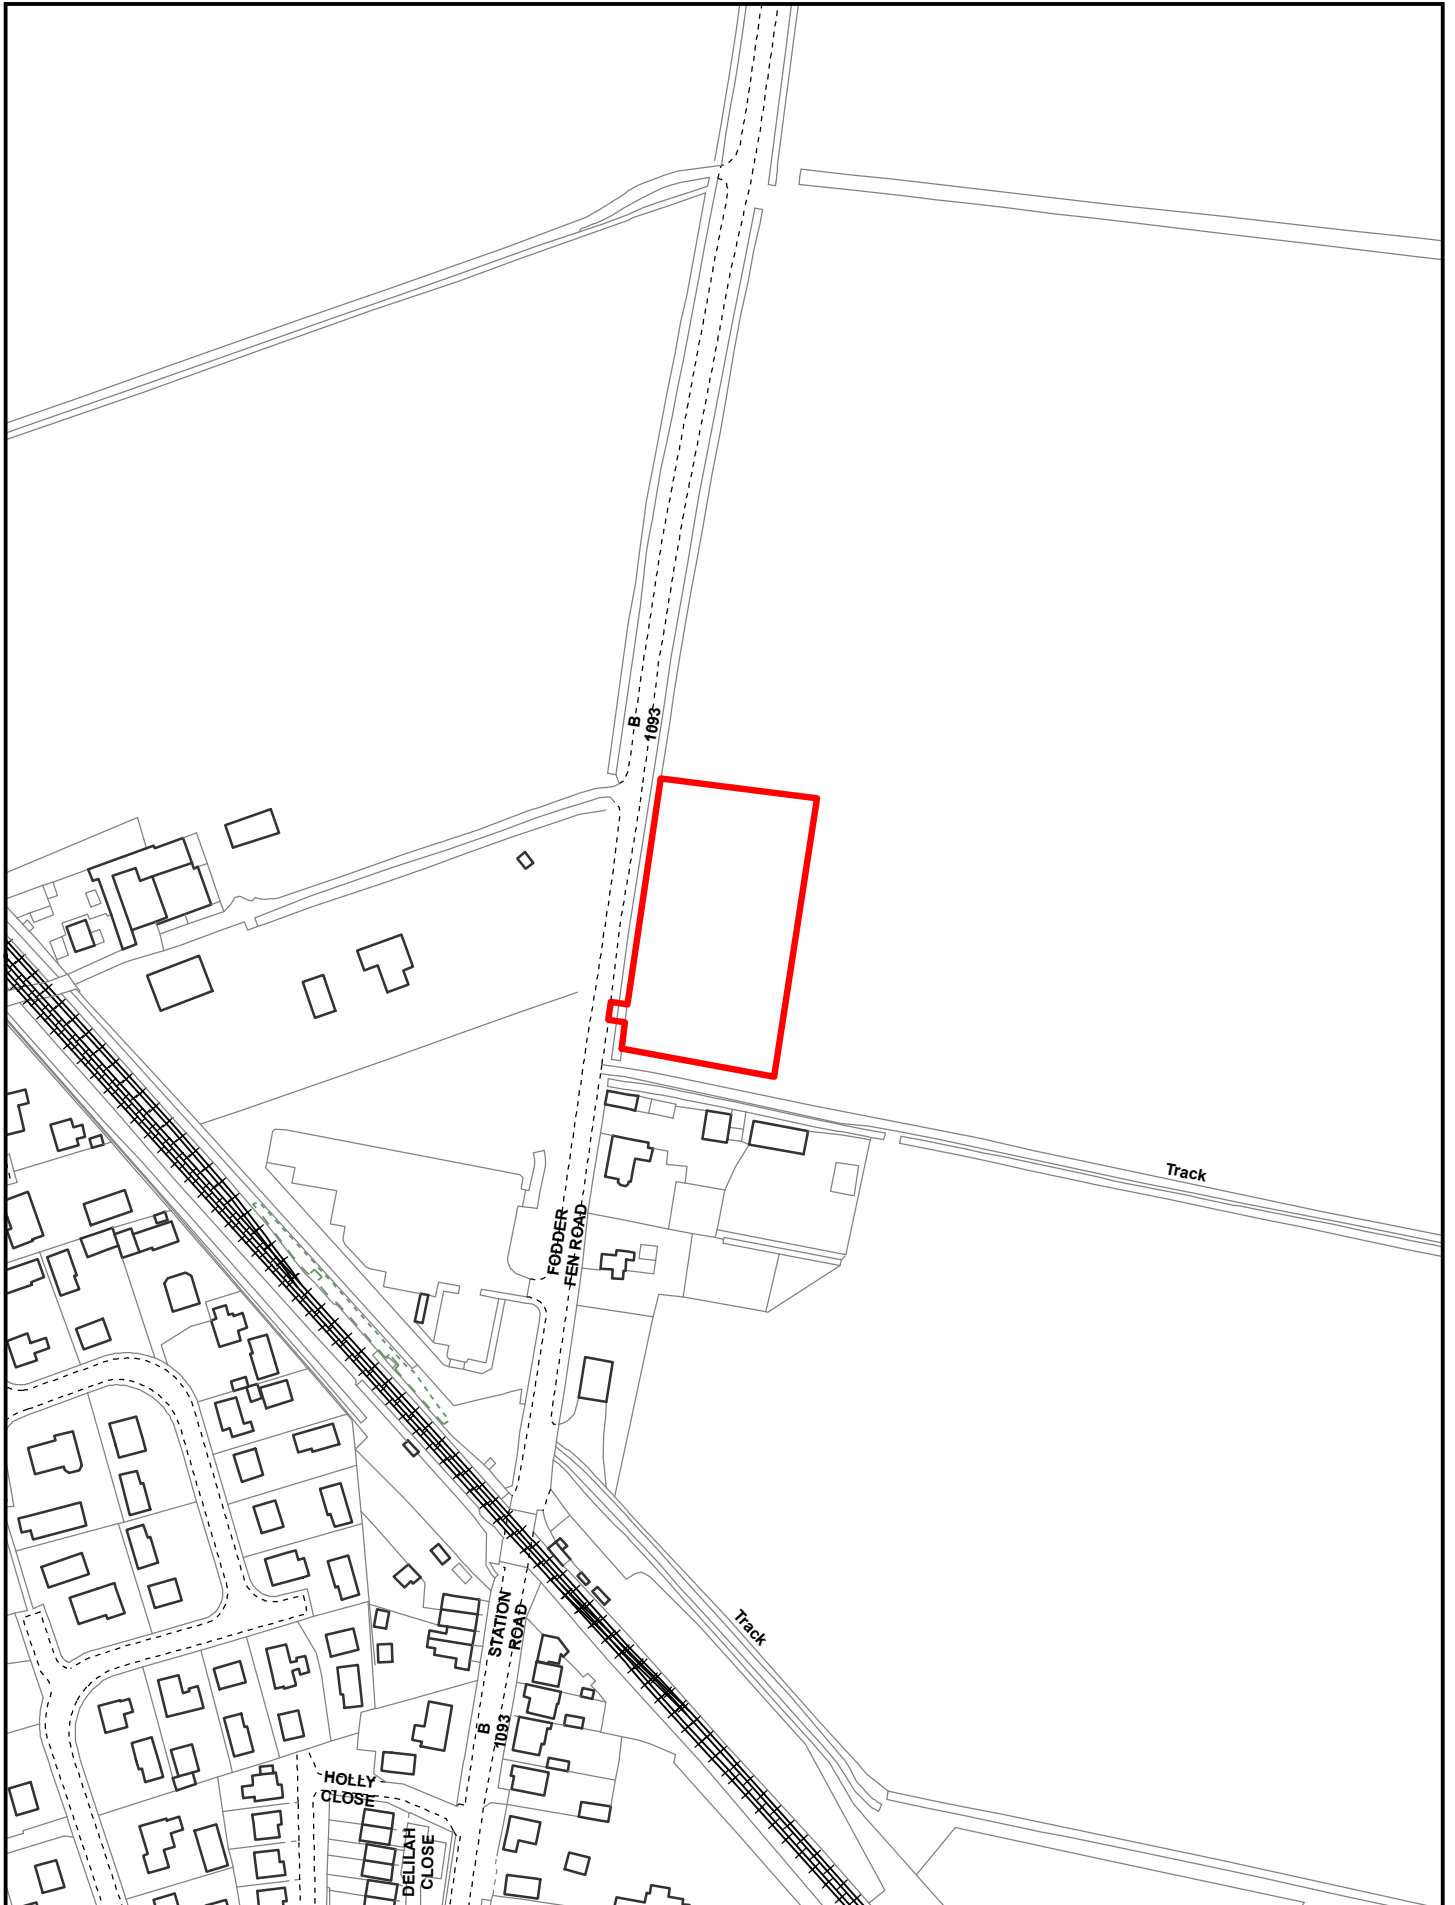 B
1093
Track
FODDER
FEN ROAD
STATION
ROAD
Track
B
1093
HOLLY
CLOSE
DELILAH
CLOSE